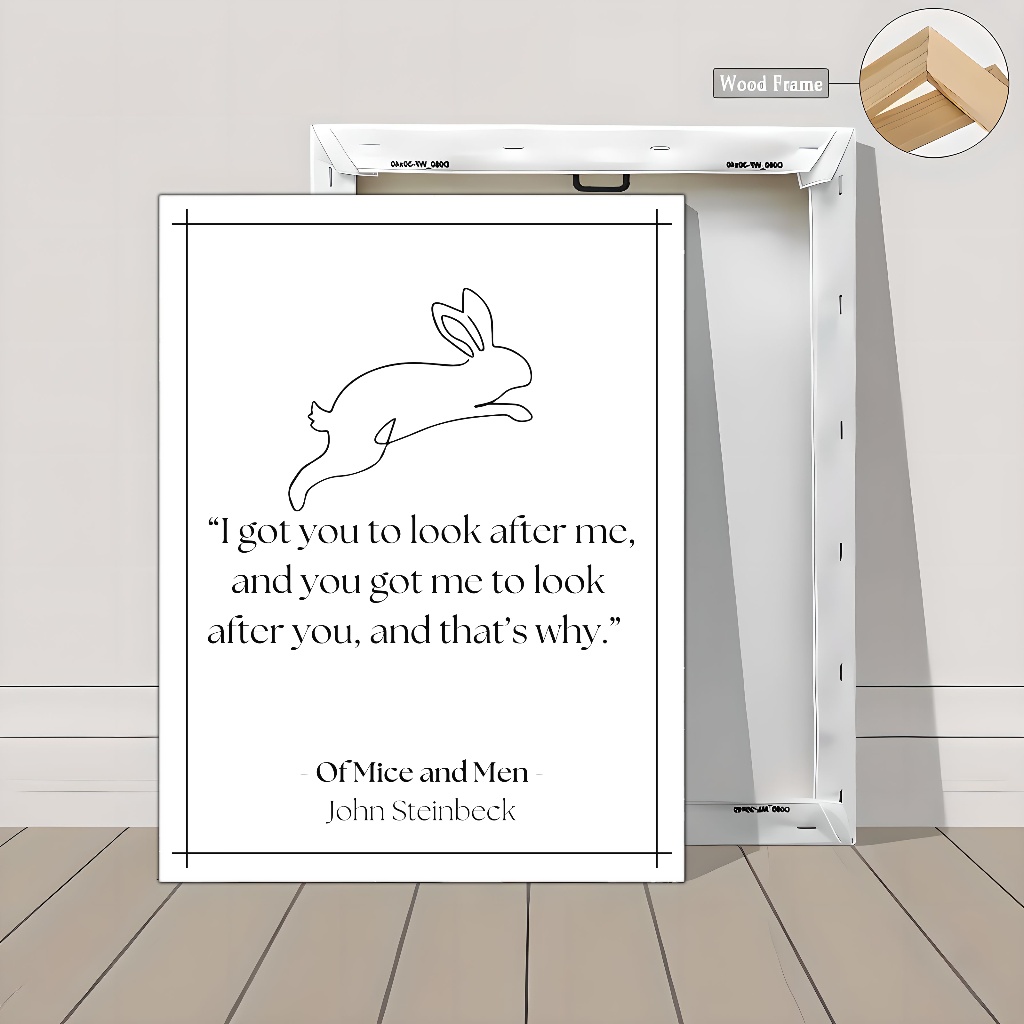 Wood Frame
“I got you to look after me,
and you got me to look
after you, and that’s why.”
- Of Mice and Men -
John Steinbeck